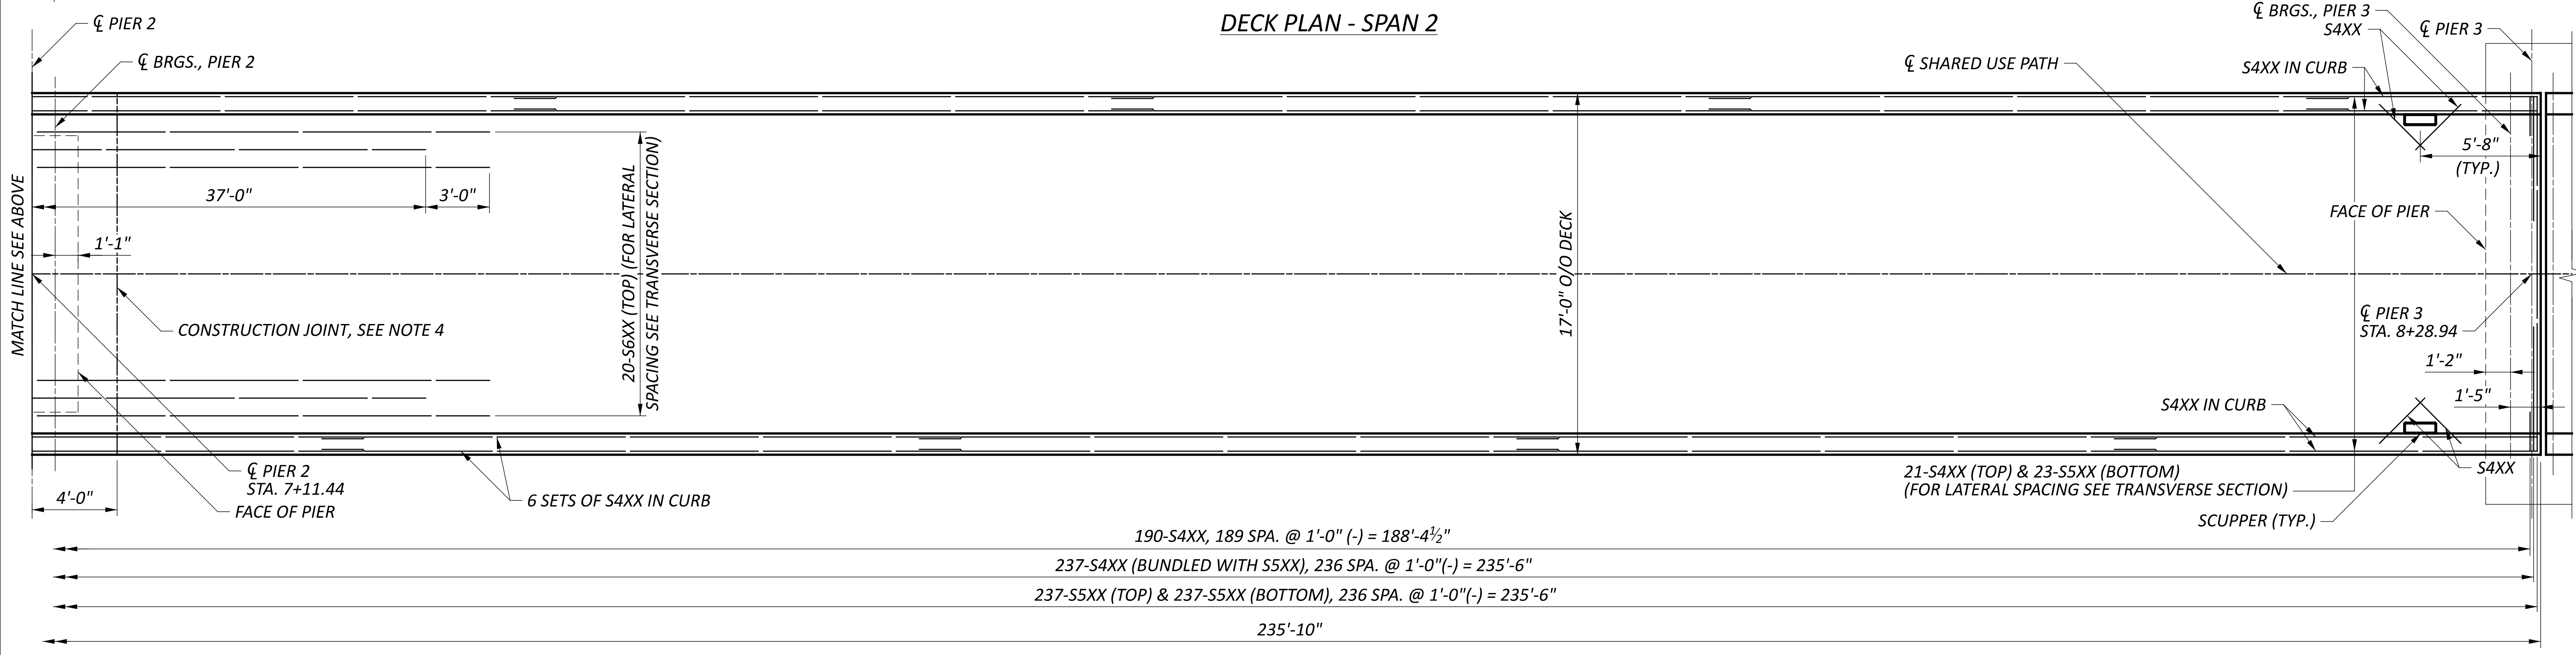 DECK PLAN - SPAN 2
℄ PIER 2
℄ BRGS., PIER 2
℄ BRGS., PIER 3
S4XX
℄ PIER 3
℄ SHARED USE PATH
S4XX IN CURB
MATCH LINE SEE ABOVE
37'-0"
3'-0"
1'-1"
20-S6XX (TOP) (FOR LATERAL
SPACING SEE TRANSVERSE SECTION)
17'-0" O/O DECK
5'-8"
(TYP.)
FACE OF PIER
CONSTRUCTION JOINT, SEE NOTE 4
℄ PIER 3
STA. 8+28.94
1'-2"
1'-5"
S4XX IN CURB
℄ PIER 2
STA. 7+11.44
FACE OF PIER
4'-0"
6 SETS OF S4XX IN CURB
21-S4XX (TOP) & 23-S5XX (BOTTOM)
(FOR LATERAL SPACING SEE TRANSVERSE SECTION)
S4XX
SCUPPER (TYP.)
190-S4XX, 189 SPA. @ 1'-0" (-) = 188'-4½"
237-S4XX (BUNDLED WITH S5XX), 236 SPA. @ 1'-0"(-) = 235'-6"
237-S5XX (TOP) & 237-S5XX (BOTTOM), 236 SPA. @ 1'-0"(-) = 235'-6"
235'-10"